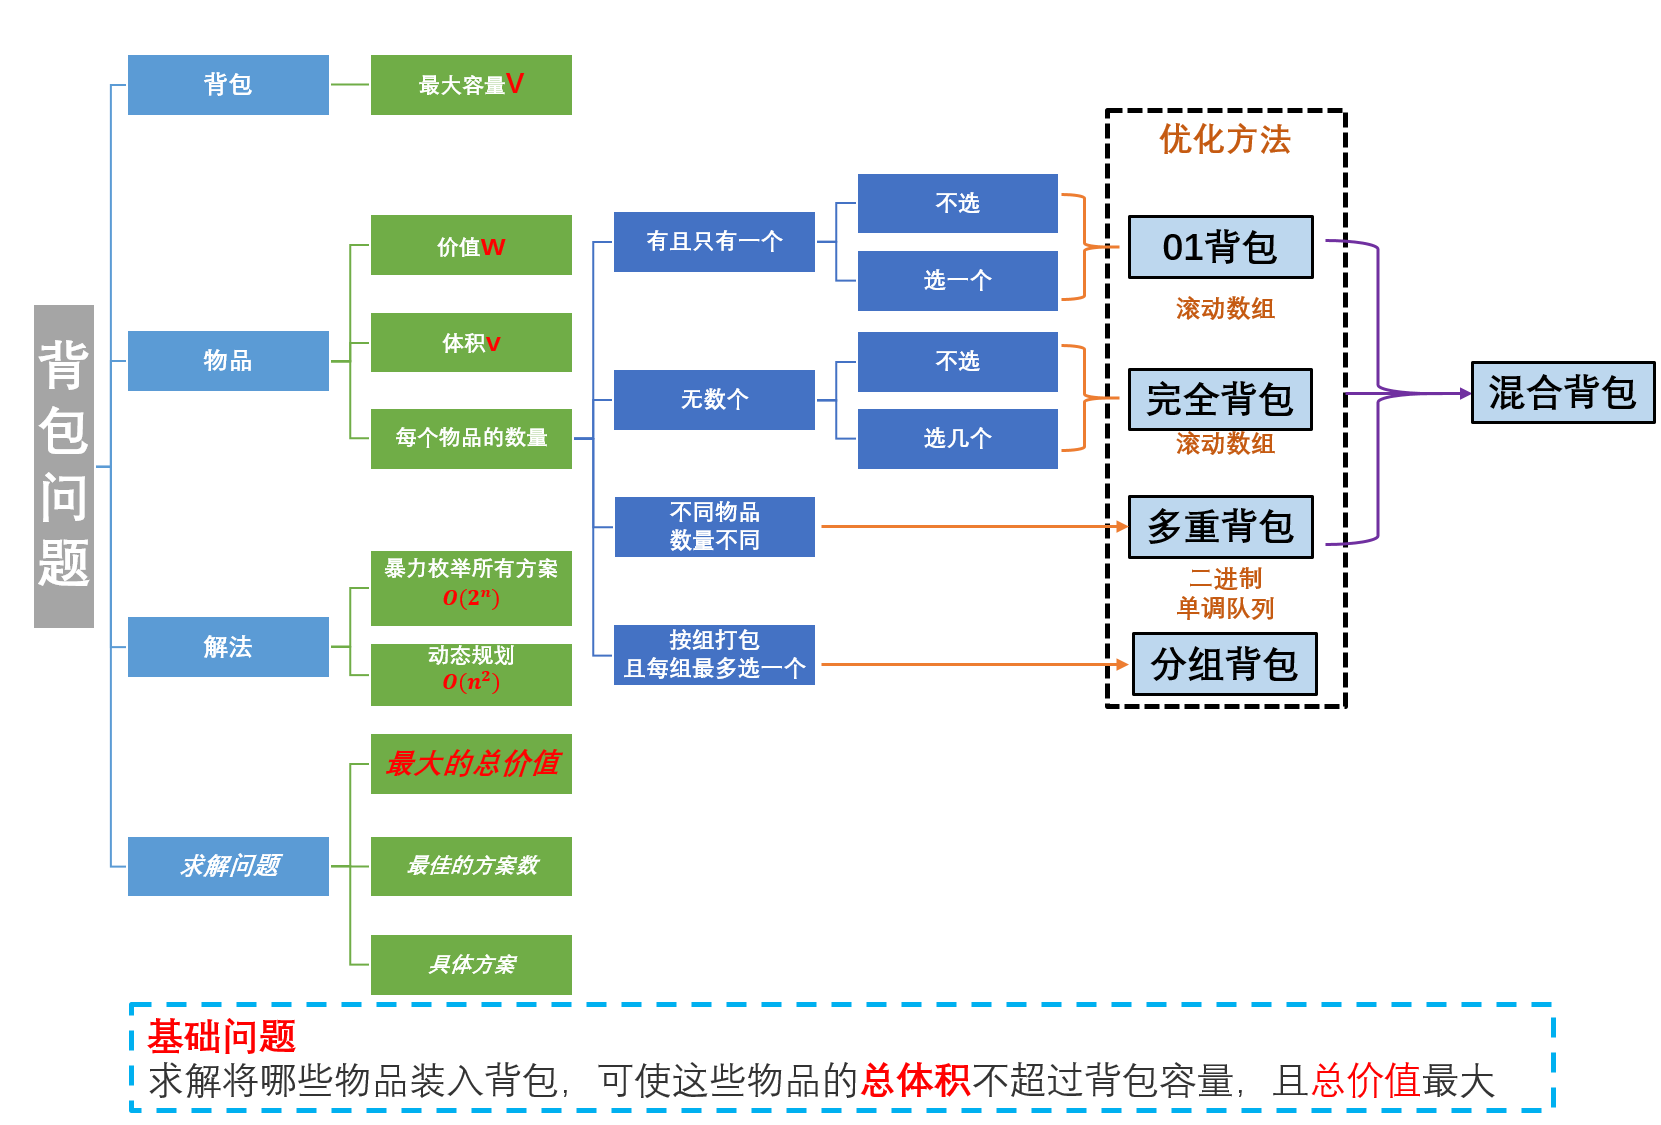 背包问题
背包
最大容量V
物品
价值w
体积v
每个物品的数量
有且只有一个
不选
选一个
无数个
不选
选几个
不同物品
数量不同
按组打包
且每组最多选一个
优化方法
01背包
滚动数组
完全背包
滚动数组
多重背包
二进制
单调队列
分组背包
混合背包
解法
暴力枚举所有方案
O(2ⁿ)
动态规划
O(n²)
求解问题
最大的总价值
最佳的方案数
具体方案
基础问题
求解将哪些物品装入背包，可使这些物品的总体积不超过背包容量，且总价值最大